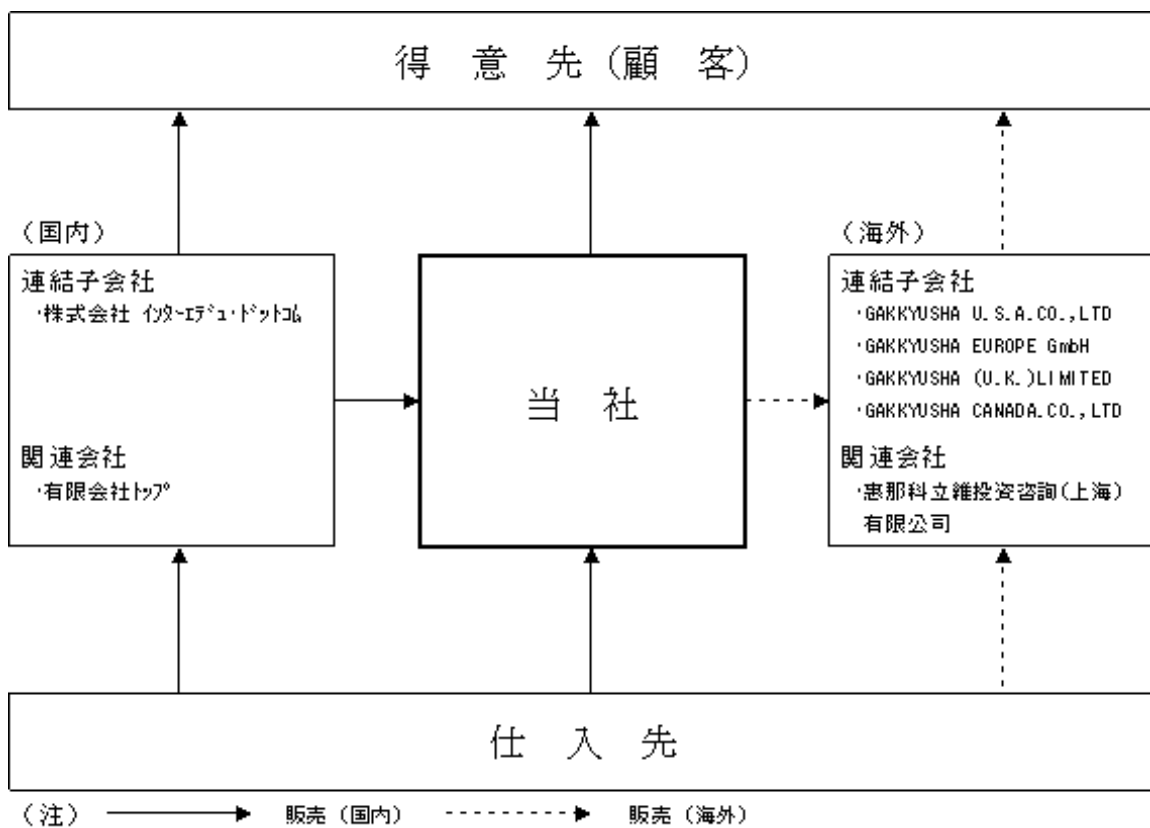 得 意 先(顧 客)
(国内)
連結子会社
・株式会社 ｲﾝﾀｰｴﾃﾞｭ・ﾄﾞｯﾄｺﾑ
関連会社
・有限会社ﾄｯﾌﾟ
当 社
(海外)
連結子会社
・GAKKYUSHA U.S.A.CO.,LTD
・GAKKYUSHA EUROPE GmbH
・GAKKYUSHA (U.K.)LIMITED
・GAKKYUSHA CANADA.CO.,LTD
関連会社
・惠那科立維投资咨詢(上海)
有限公司
仕 入 先
(注) 販売(国内) 販売(海外)